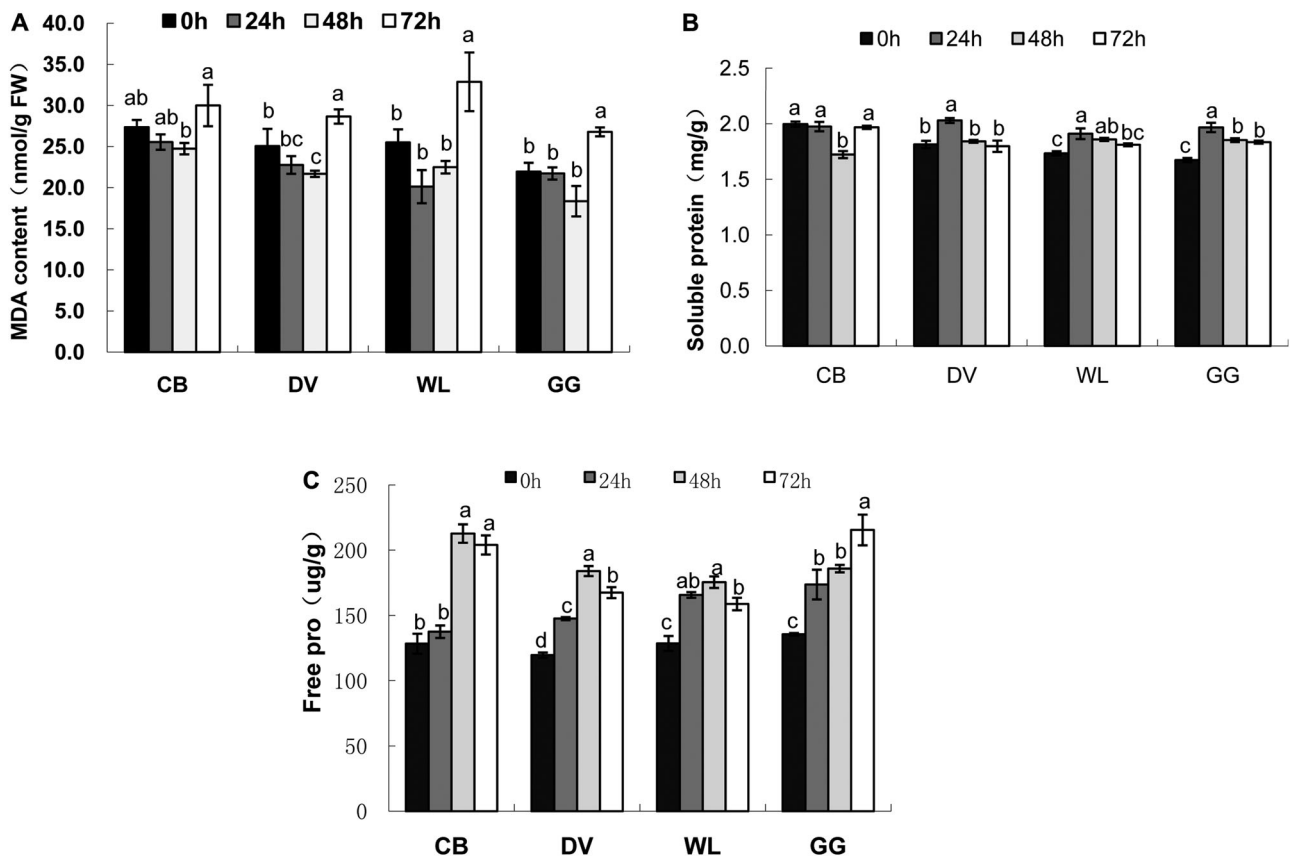 A
0h 24h 48h 72h
MDA content（nmol/g FW）
40.0
35.0
30.0
25.0
20.0
15.0
10.0
5.0
0.0
ab ab b a
b bc c a
b b b a
b b b a
CB DV WL GG
B
0h 24h 48h 72h
Soluble protein（mg/g）
2.5
2.0
1.5
1.0
0.5
0.0
a a b a
b a b b
c a ab bc
c a b b
CB DV WL GG
C
0h 24h 48h 72h
Free pro（ug/g）
250
200
150
100
50
0
b b a a
d c a b
c ab a b
c b b a
CB DV WL GG